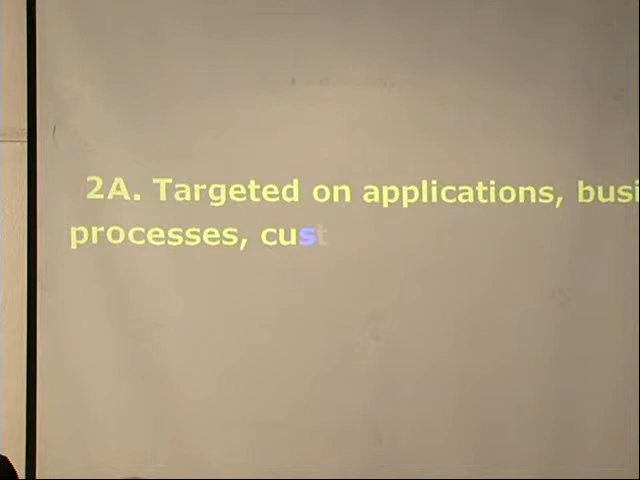 2A. Targeted on applications, busi
processes, cust